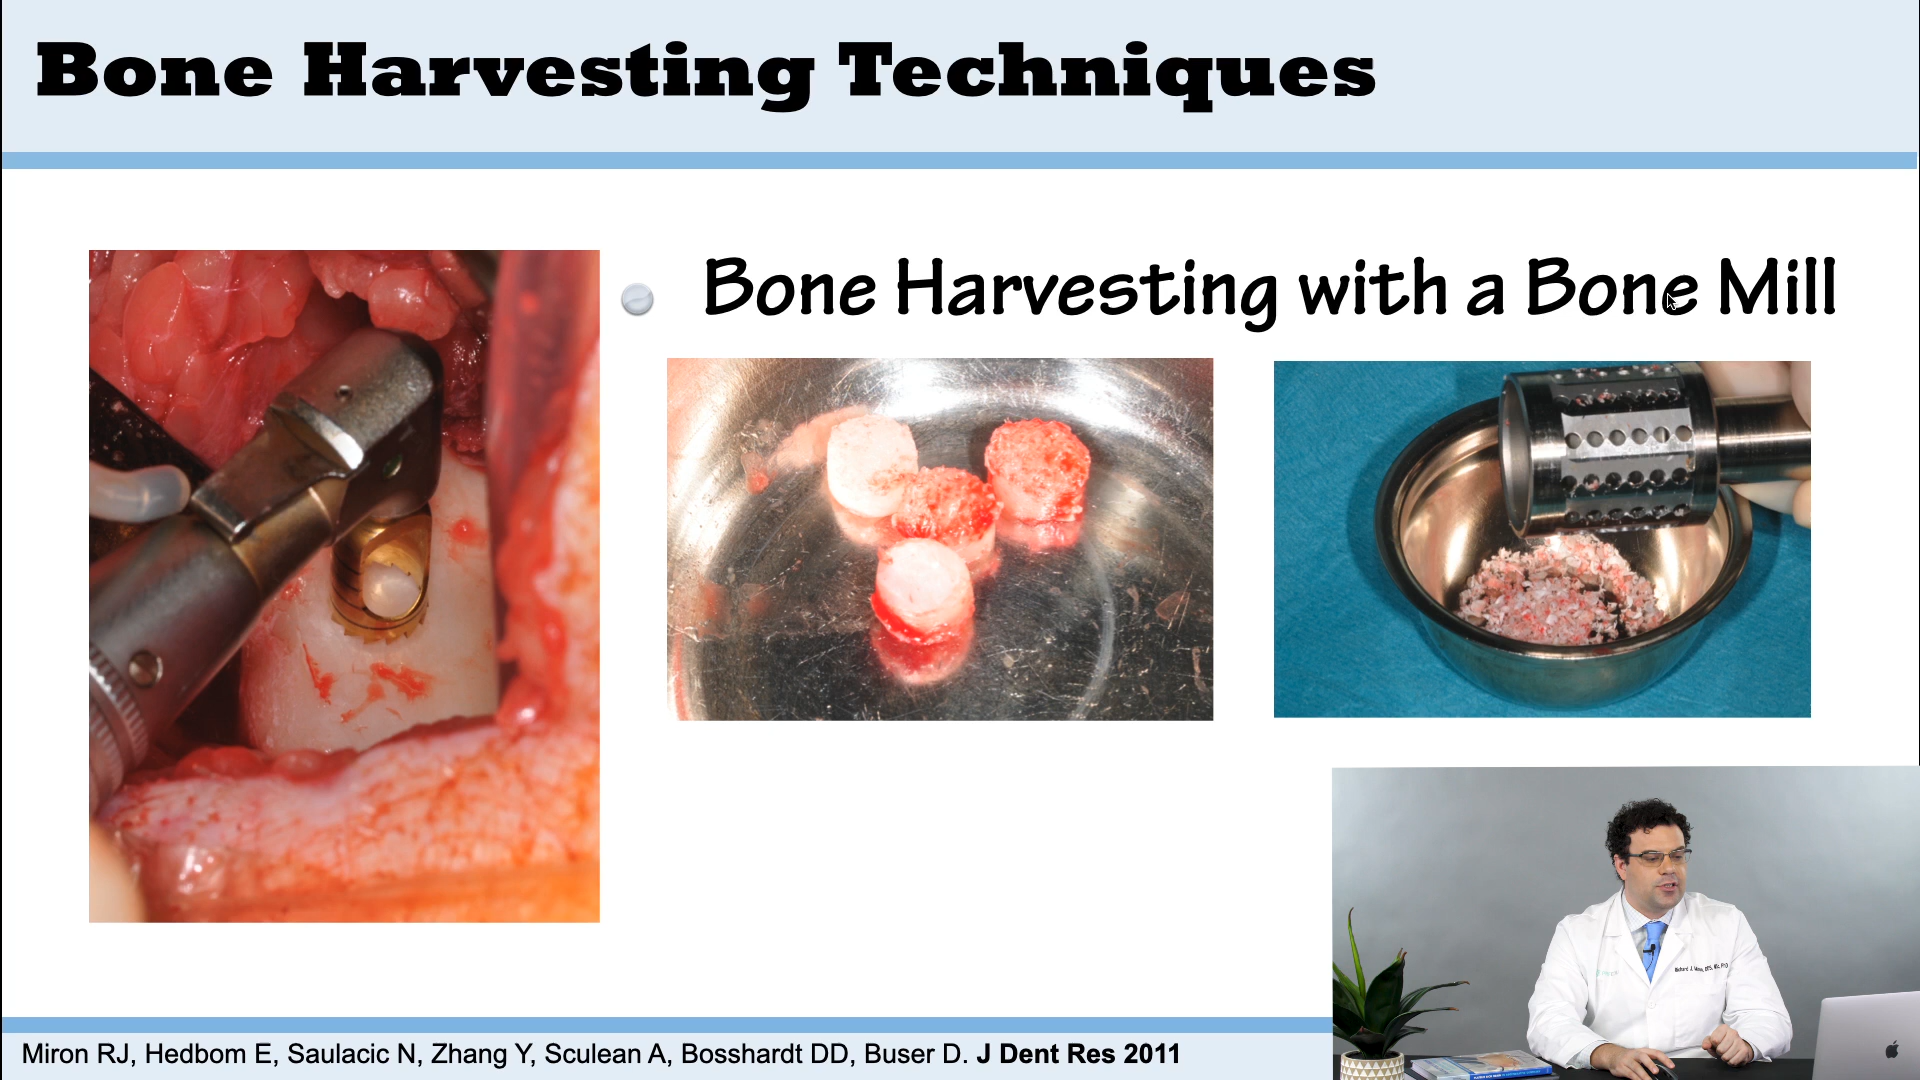 Bone Harvesting Techniques
Bone Harvesting with a Bone Mill
Miron RJ, Hedbom E, Saulacic N, Zhang Y, Sculean A, Bosshardt DD, Buser D. J Dent Res 2011